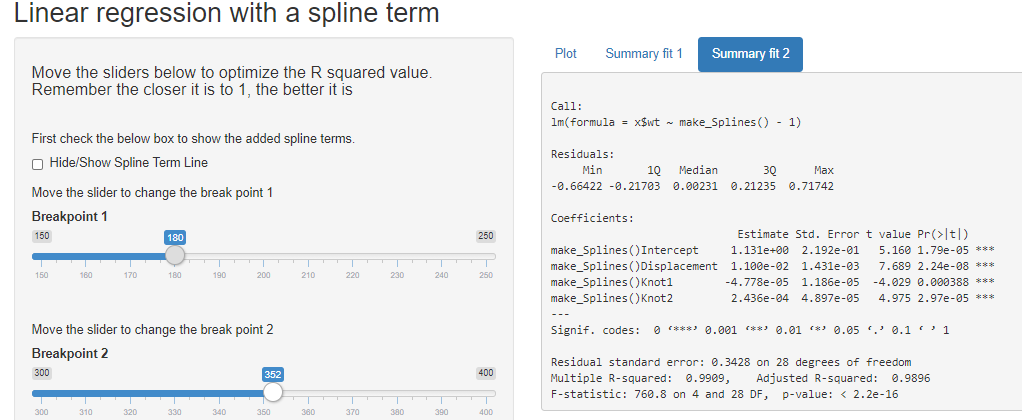 Linear regression with a spline term
Move the sliders below to optimize the R squared value.
Remember the closer it is to 1, the better it is
First check the below box to show the added spline terms.
Hide/Show Spline Term Line
Move the slider to change the break point 1
Breakpoint 1
150 180 250
150 160 170 180 190 200 210 220 230 240 250
Move the slider to change the break point 2
Breakpoint 2
300 352 400
300 310 320 330 340 350 360 370 380 390 400
Plot Summary fit 1 Summary fit 2
Call:
lm(formula = x$wt ~ make_Splines() - 1)
Residuals:
Min 1Q Median 3Q Max
-0.66422 -0.21703 0.00231 0.21235 0.71742
Coefficients:
Estimate Std. Error t value Pr(>|t|)
make_Splines()Intercept 1.131e+00 2.192e-01 5.160 1.79e-05 ***
make_Splines()Displacement 1.100e-02 1.431e-03 7.689 2.24e-08 ***
make_Splines()Knot1 -4.778e-05 1.186e-05 -4.029 0.000388 ***
make_Splines()Knot2 2.436e-04 4.897e-05 4.975 2.97e-05 ***
---
Signif. codes: 0 ‘***’ 0.001 ‘**’ 0.01 ‘*’ 0.05 ‘.’ 0.1 ‘ ’ 1
Residual standard error: 0.3428 on 28 degrees of freedom
Multiple R-squared: 0.9909, Adjusted R-squared: 0.9896
F-statistic: 760.8 on 4 and 28 DF, p-value: < 2.2e-16